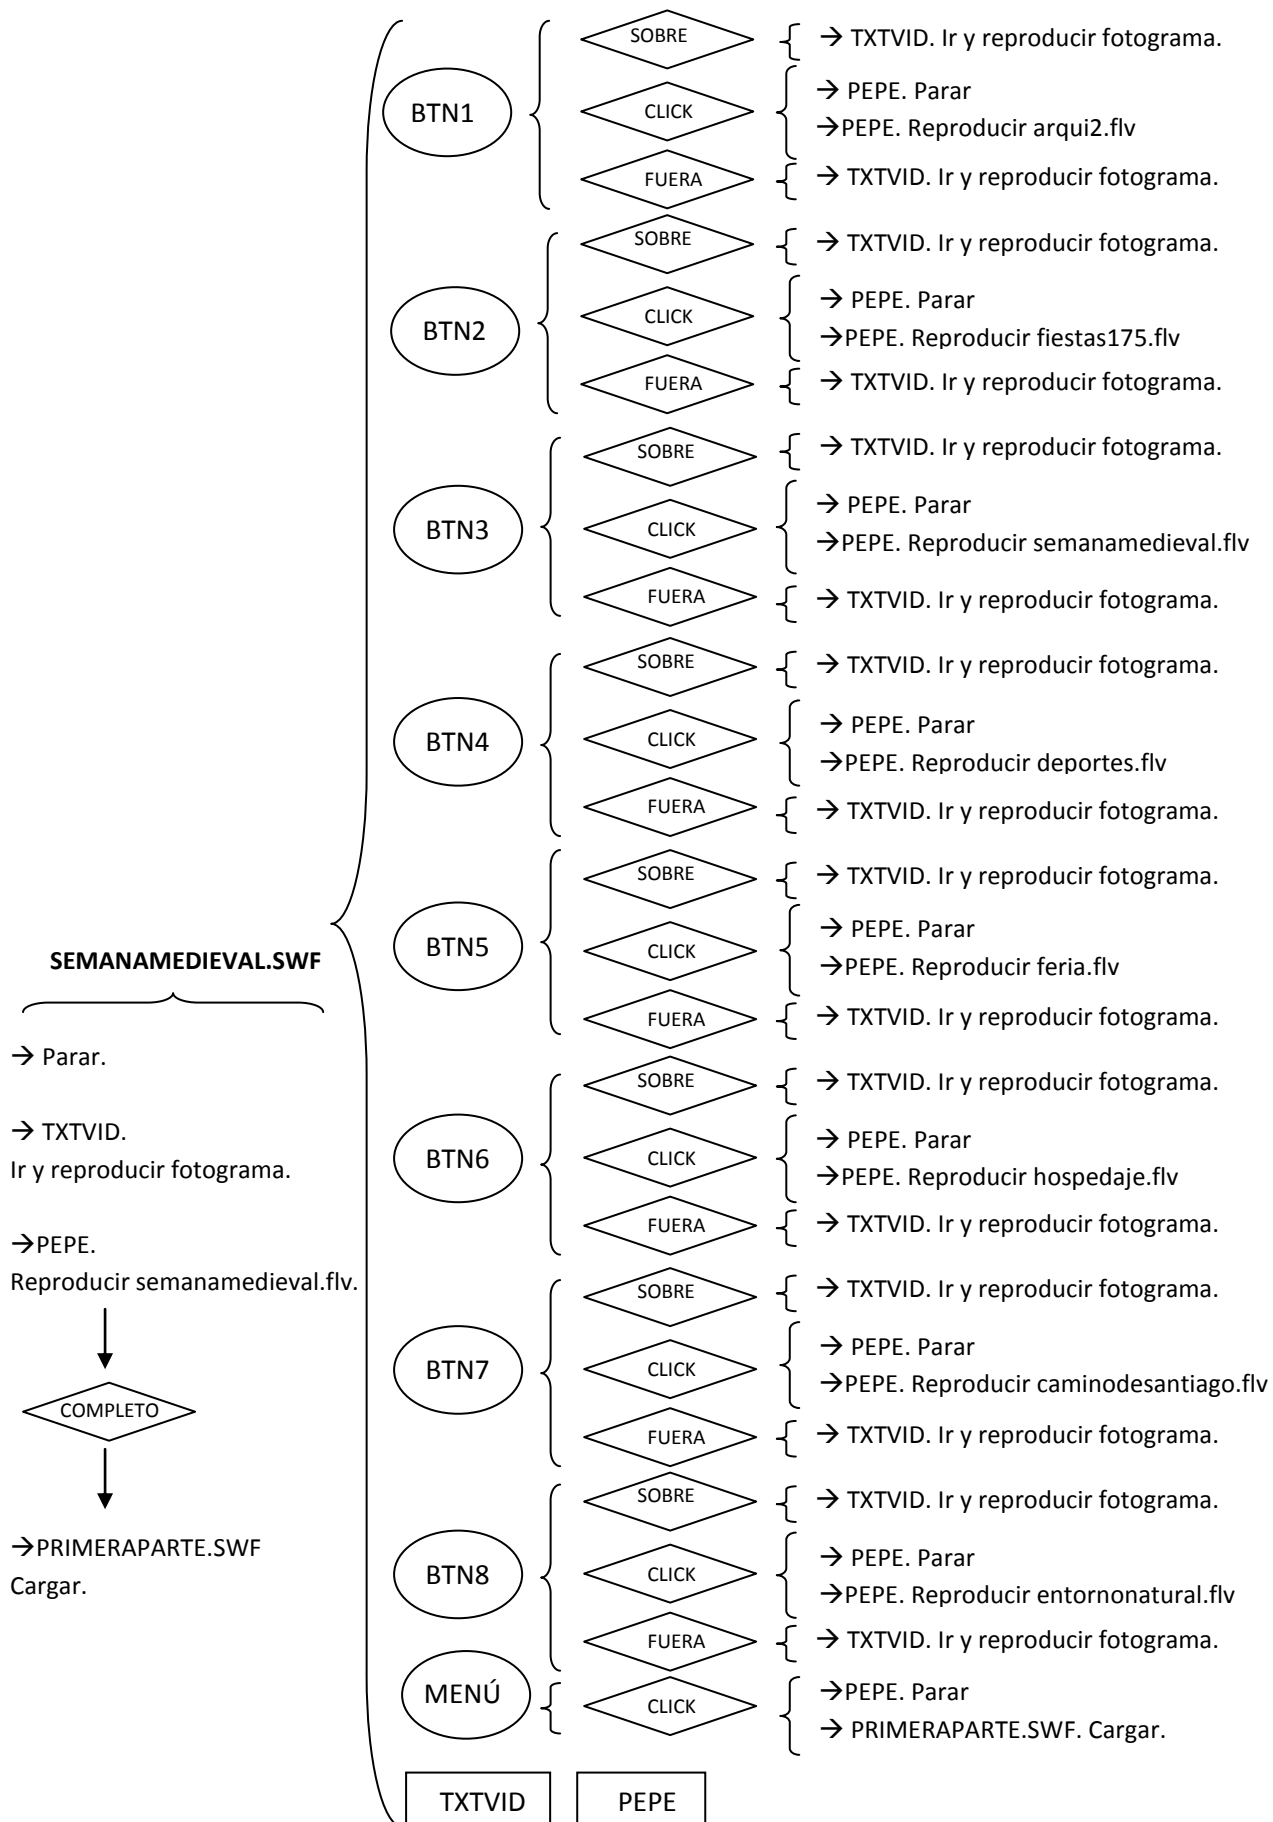 SEMANAMEDIEVAL.SWF
→ Parar.
→ TXTVID.
Ir y reproducir fotograma.
→PEPE.
Reproducir semanamedieval.flv.
COMPLETO
→PRIMERAPARTE.SWF
Cargar.
BTN1
SOBRE
→ TXTVID. Ir y reproducir fotograma.
CLICK
→ PEPE. Parar
→PEPE. Reproducir arqui2.flv
FUERA
→ TXTVID. Ir y reproducir fotograma.
BTN2
SOBRE
→ TXTVID. Ir y reproducir fotograma.
CLICK
→ PEPE. Parar
→PEPE. Reproducir fiestas175.flv
FUERA
→ TXTVID. Ir y reproducir fotograma.
BTN3
SOBRE
→ TXTVID. Ir y reproducir fotograma.
CLICK
→ PEPE. Parar
→PEPE. Reproducir semanamedieval.flv
FUERA
→ TXTVID. Ir y reproducir fotograma.
BTN4
SOBRE
→ TXTVID. Ir y reproducir fotograma.
CLICK
→ PEPE. Parar
→PEPE. Reproducir deportes.flv
FUERA
→ TXTVID. Ir y reproducir fotograma.
BTN5
SOBRE
→ TXTVID. Ir y reproducir fotograma.
CLICK
→ PEPE. Parar
→PEPE. Reproducir feria.flv
FUERA
→ TXTVID. Ir y reproducir fotograma.
BTN6
SOBRE
→ TXTVID. Ir y reproducir fotograma.
CLICK
→ PEPE. Parar
→PEPE. Reproducir hospedaje.flv
FUERA
→ TXTVID. Ir y reproducir fotograma.
BTN7
SOBRE
→ TXTVID. Ir y reproducir fotograma.
CLICK
→ PEPE. Parar
→PEPE. Reproducir caminodesantiago.flv
FUERA
→ TXTVID. Ir y reproducir fotograma.
BTN8
SOBRE
→ TXTVID. Ir y reproducir fotograma.
CLICK
→ PEPE. Parar
→PEPE. Reproducir entornonatural.flv
FUERA
→ TXTVID. Ir y reproducir fotograma.
MENÚ
CLICK
→PEPE. Parar
→ PRIMERAPARTE.SWF. Cargar.
TXTVID
PEPE